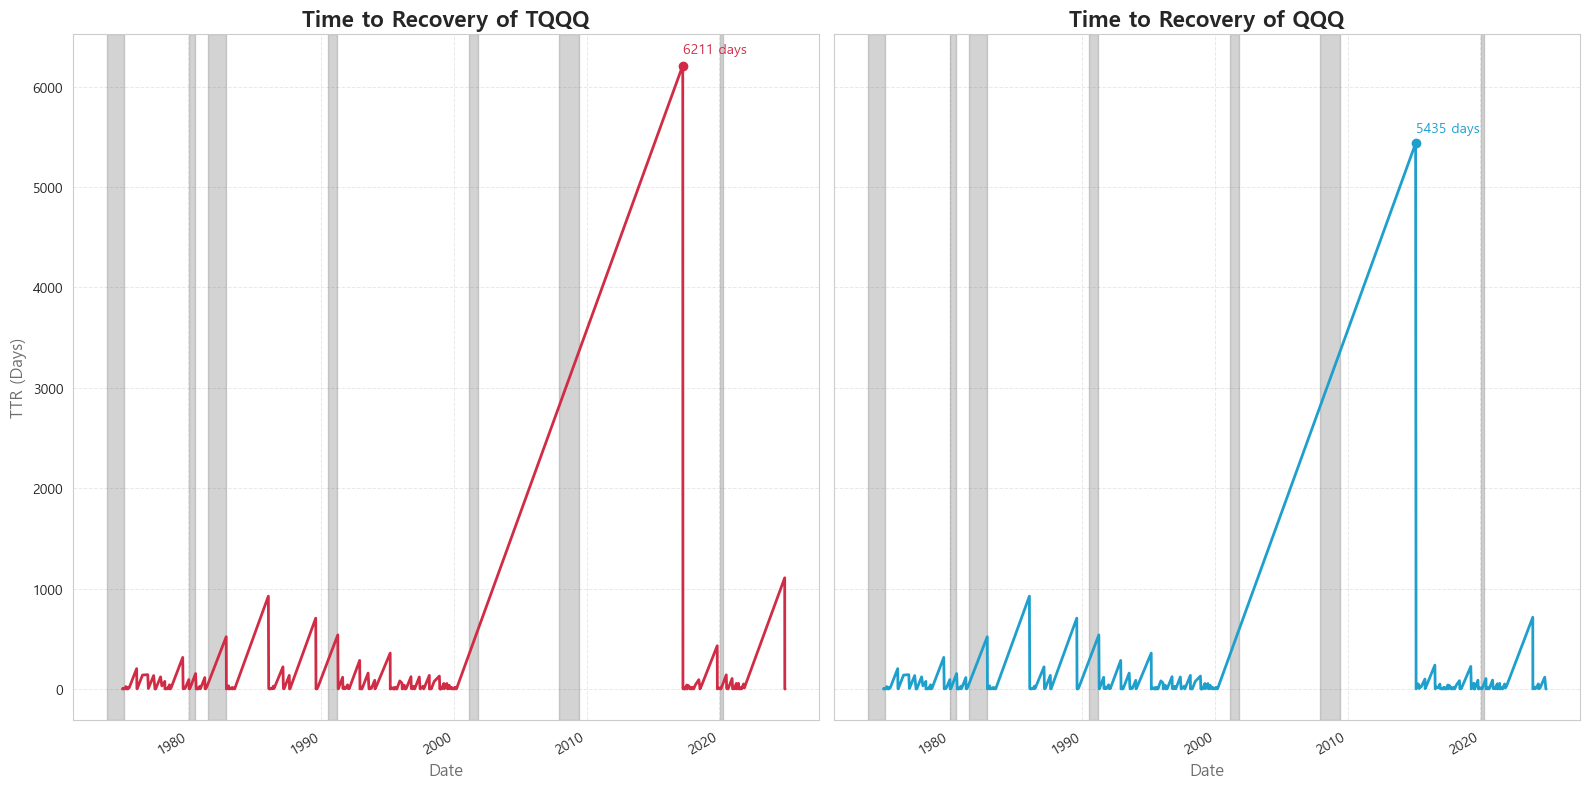 Time to Recovery of TQQQ
6211 days
6000
5000
4000
3000
2000
1000
0
TTR (Days)
1980
1990
2000
2010
2020
Date
Time to Recovery of QQQ
5435 days
1980
1990
2000
2010
2020
Date